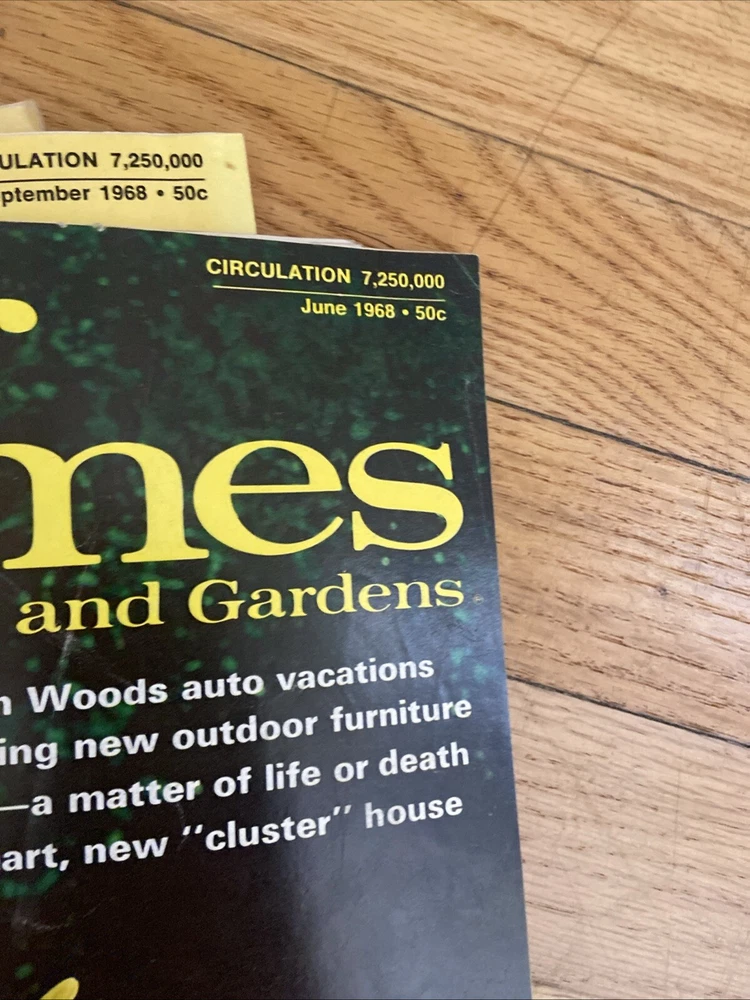 ULATION 7,250,000
ptember 1968 • 50c
CIRCULATION 7,250,000
June 1968 • 50c
mes
and Gardens
n Woods auto vacations
ing new outdoor furniture
—a matter of life or death
art, new "cluster" house